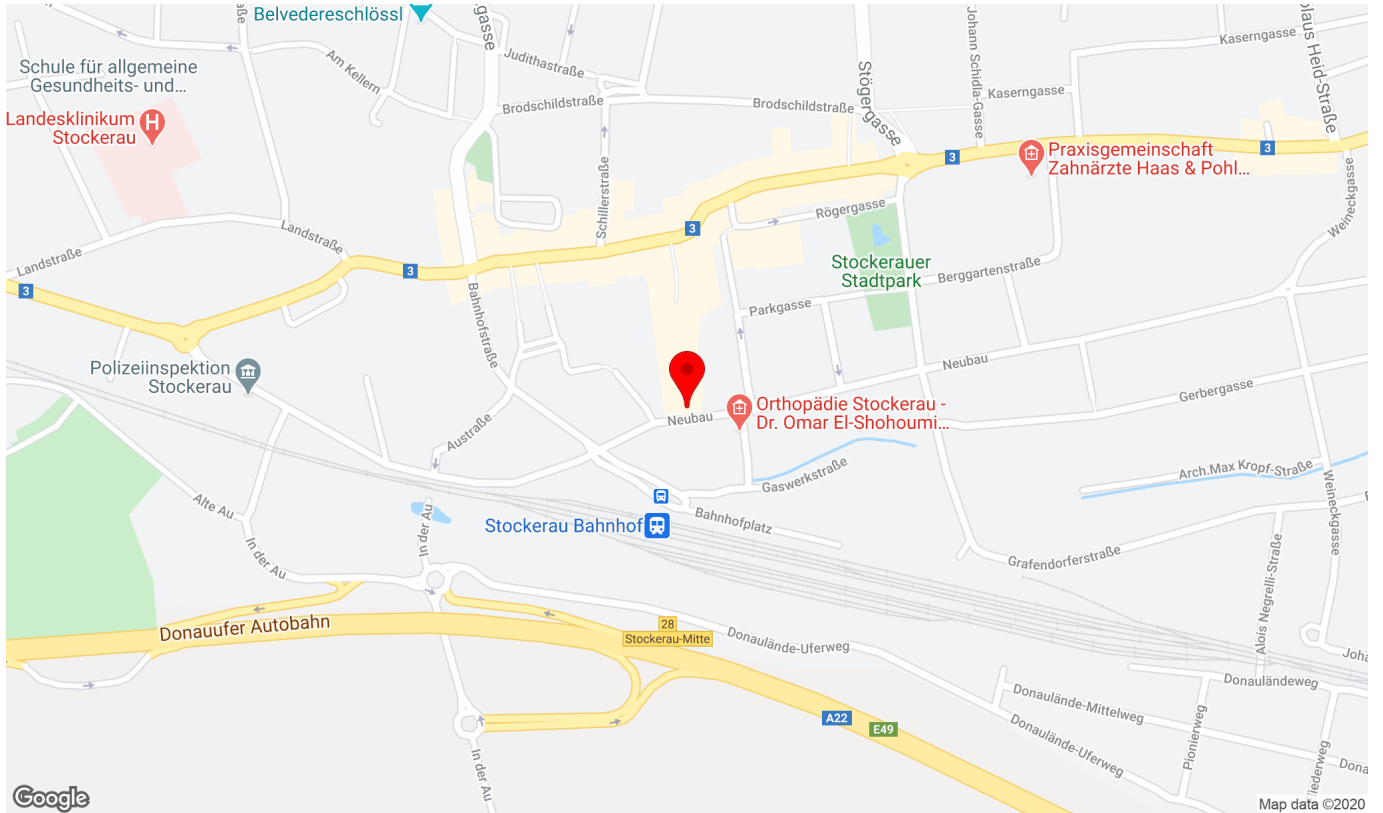 Belvedereschlössl
Judithastraße
Am Kellern
Kaserngasse
Johann Schidla-Gasse
Stögergasse
Schule für allgemeine
Gesundheits- und...
Kaserngasse
Brodschildstraße
Brodschildstraße
Landesklinikum
Stockerau
H
3
3
Praxisgemeinschaft
Zahnärzte Haas & Pohl...
Schillerstraße
Rögergasse
Weineckgasse
Landstraße
Landstraße
3
3
3
Stockerauer
Stadtpark
Berggartenstraße
Parkgasse
Bahnhofstraße
Neubau
Polizeiinspektion
Stockerau
Gerbergasse
Orthopädie Stockerau -
Dr. Omar El-Shohoumi...
Neubau
Austraße
Gaswerkstraße
Arch.Max Kropf-Straße
Weineckgasse
Alte Au
In der Au
In der Au
Stockerau Bahnhof
Bahnhofplatz
Grafendorferstraße
Alois Negrelli-Straße
Donauufer Autobahn
28
Stockerau-Mitte
Donaulände-Uferweg
Joha
Donauländeweg
Donaulände-Mittelweg
Donaulände-Uferweg
Pionierweg
A22
E49
In der Au
Dona
Google
Map data ©2020